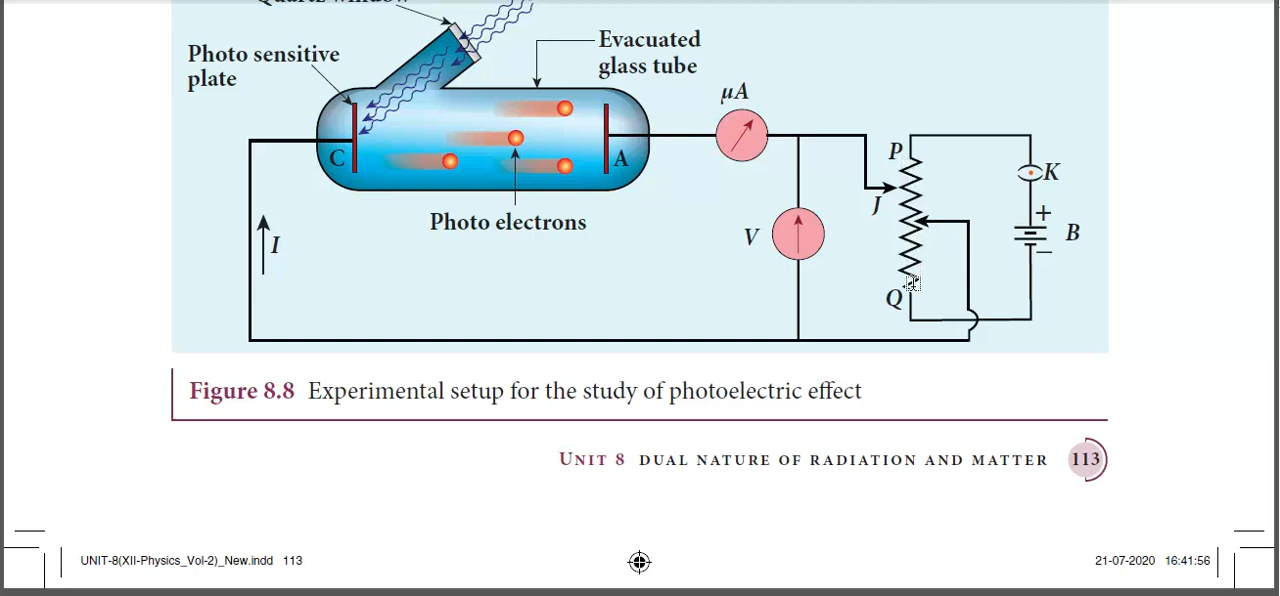 Quartz window
Photo sensitive
plate
Evacuated
glass tube
μA
P
K
C
A
J
+
Photo electrons
I
V
B
−
Q
Figure 8.8 Experimental setup for the study of photoelectric effect
UNIT 8 DUAL NATURE OF RADIATION AND MATTER 113
UNIT-8(XII-Physics_Vol-2)_New.indd 113
21-07-2020 16:41:56